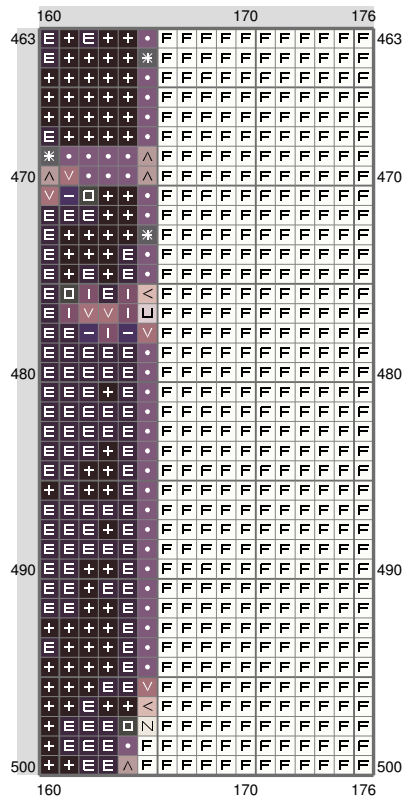 160 170 176
463 E + E + + • F F F F F F F F F F F 463
E + + + + * F F F F F F F F F F F
+ + + + + • F F F F F F F F F F F
+ + + + + • F F F F F F F F F F F
+ + + + + • F F F F F F F F F F F
E + + + + • F F F F F F F F F F F
* • • • • ∧ F F F F F F F F F F F
470 ∧ V • • • ∧ F F F F F F F F F F F 470
V − □ + + • F F F F F F F F F F F
E E E + + • F F F F F F F F F F F
E + + + + * F F F F F F F F F F F
E + + + E • F F F F F F F F F F F
E + E + E • F F F F F F F F F F F
E □ I E I < F F F F F F F F F F F
E I V V I ⊔ F F F F F F F F F F F
E E − I − V F F F F F F F F F F F
E E E E E • F F F F F F F F F F F
480 E E E E E • F F F F F F F F F F F 480
E E E + E • F F F F F F F F F F F
E E E E E • F F F F F F F F F F F
E E E E E • F F F F F F F F F F F
E E E + E • F F F F F F F F F F F
E E + + E • F F F F F F F F F F F
+ E + + E • F F F F F F F F F F F
E E E E E • F F F F F F F F F F F
E E E + E • F F F F F F F F F F F
E E E E E • F F F F F F F F F F F
490 E E + + E • F F F F F F F F F F F 490
E E + E E • F F F F F F F F F F F
E E + + E • F F F F F F F F F F F
+ + + + E • F F F F F F F F F F F
E + + + E • F F F F F F F F F F F
+ + + + E • F F F F F F F F F F F
+ + + E E V F F F F F F F F F F F
+ + E + + < F F F F F F F F F F F
+ E E E □ N F F F F F F F F F F F
+ E E E • F F F F F F F F F F F F
500 + + E E ∧ F F F F F F F F F F F F 500
160 170 176